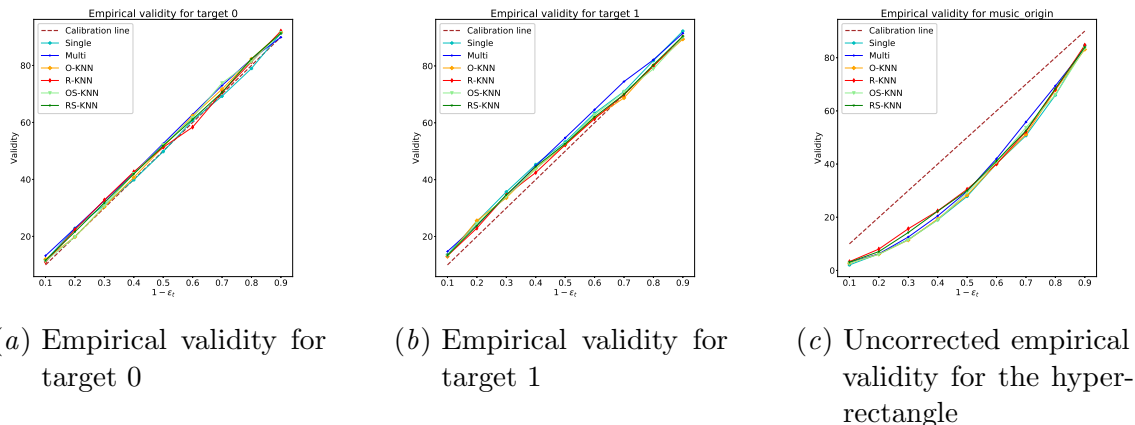 Empirical validity for target 0
Calibration line
Single
Multi
O-KNN
R-KNN
OS-KNN
RS-KNN
Validity
80
60
40
20
0.1 0.2 0.3 0.4 0.5 0.6 0.7 0.8 0.9
1 − εt
Empirical validity for target 1
Calibration line
Single
Multi
O-KNN
R-KNN
OS-KNN
RS-KNN
Validity
80
60
40
20
0.1 0.2 0.3 0.4 0.5 0.6 0.7 0.8 0.9
1 − εt
Empirical validity for music_origin
Calibration line
Single
Multi
O-KNN
R-KNN
OS-KNN
RS-KNN
Validity
80
60
40
20
0
0.1 0.2 0.3 0.4 0.5 0.6 0.7 0.8 0.9
1 − εt
a) Empirical validity for
target 0
(b) Empirical validity for
target 1
(c) Uncorrected empirical
validity for the hyper-
rectangle